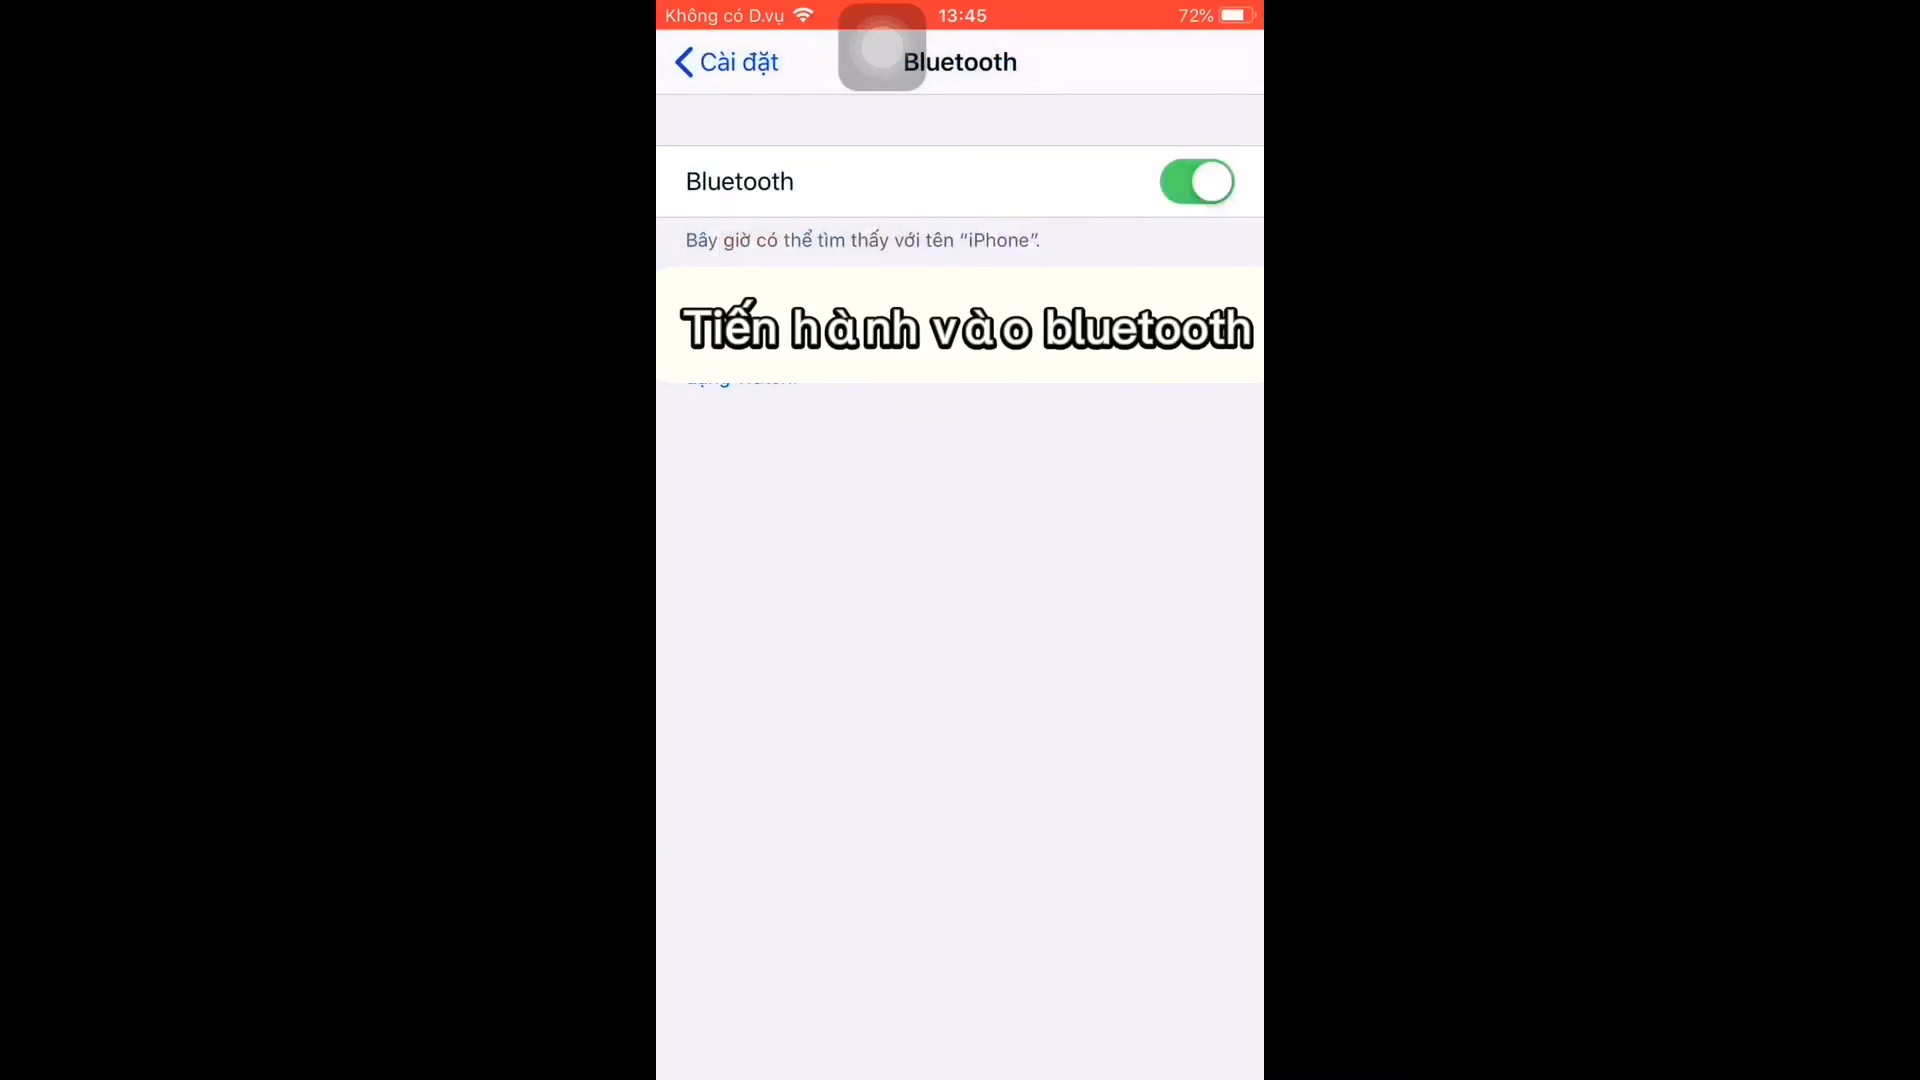 Không có D.vụ 13:45 72%
Cài đặt Bluetooth
Bluetooth
Bây giờ có thể tìm thấy với tên “iPhone”.
Tiến hành vào bluetooth